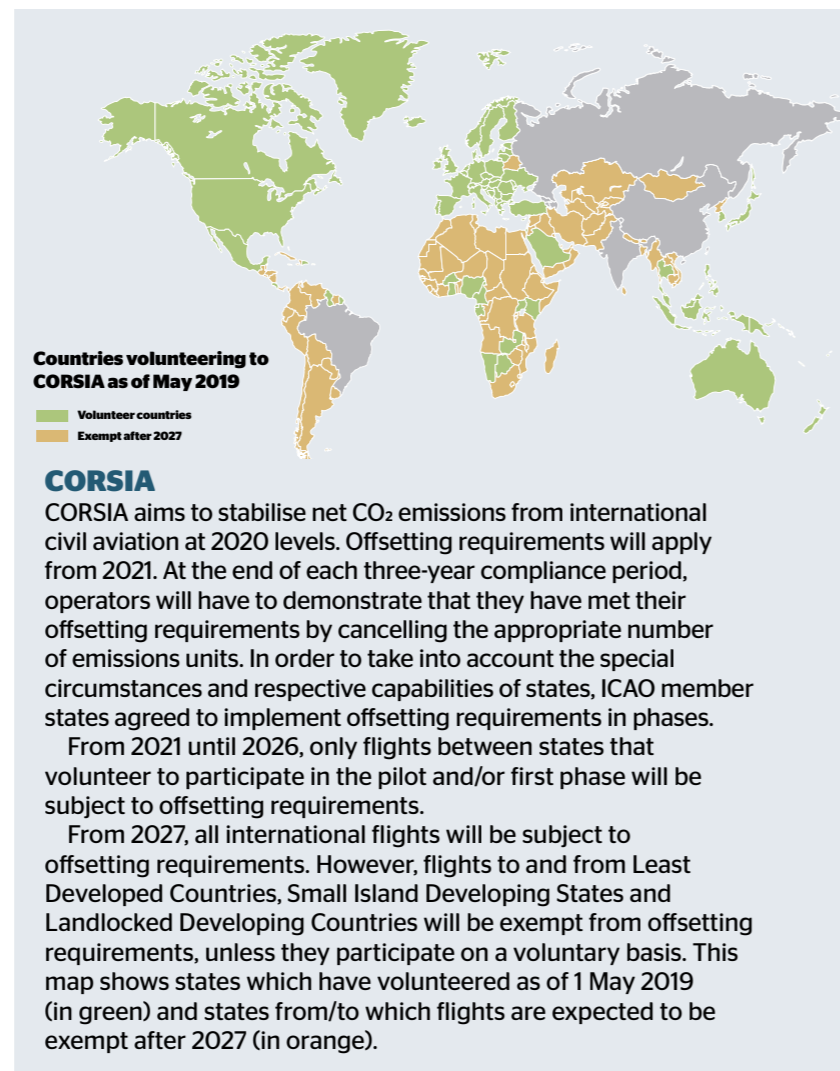 Countries volunteering to
CORSIA as of May 2019
Volunteer countries
Exempt after 2027
CORSIA
CORSIA aims to stabilise net CO₂ emissions from international
civil aviation at 2020 levels. Offsetting requirements will apply
from 2021. At the end of each three-year compliance period,
operators will have to demonstrate that they have met their
offsetting requirements by cancelling the appropriate number
of emissions units. In order to take into account the special
circumstances and respective capabilities of states, ICAO member
states agreed to implement offsetting requirements in phases.
From 2021 until 2026, only flights between states that
volunteer to participate in the pilot and/or first phase will be
subject to offsetting requirements.
From 2027, all international flights will be subject to
offsetting requirements. However, flights to and from Least
Developed Countries, Small Island Developing States and
Landlocked Developing Countries will be exempt from offsetting
requirements, unless they participate on a voluntary basis. This
map shows states which have volunteered as of 1 May 2019
(in green) and states from/to which flights are expected to be
exempt after 2027 (in orange).